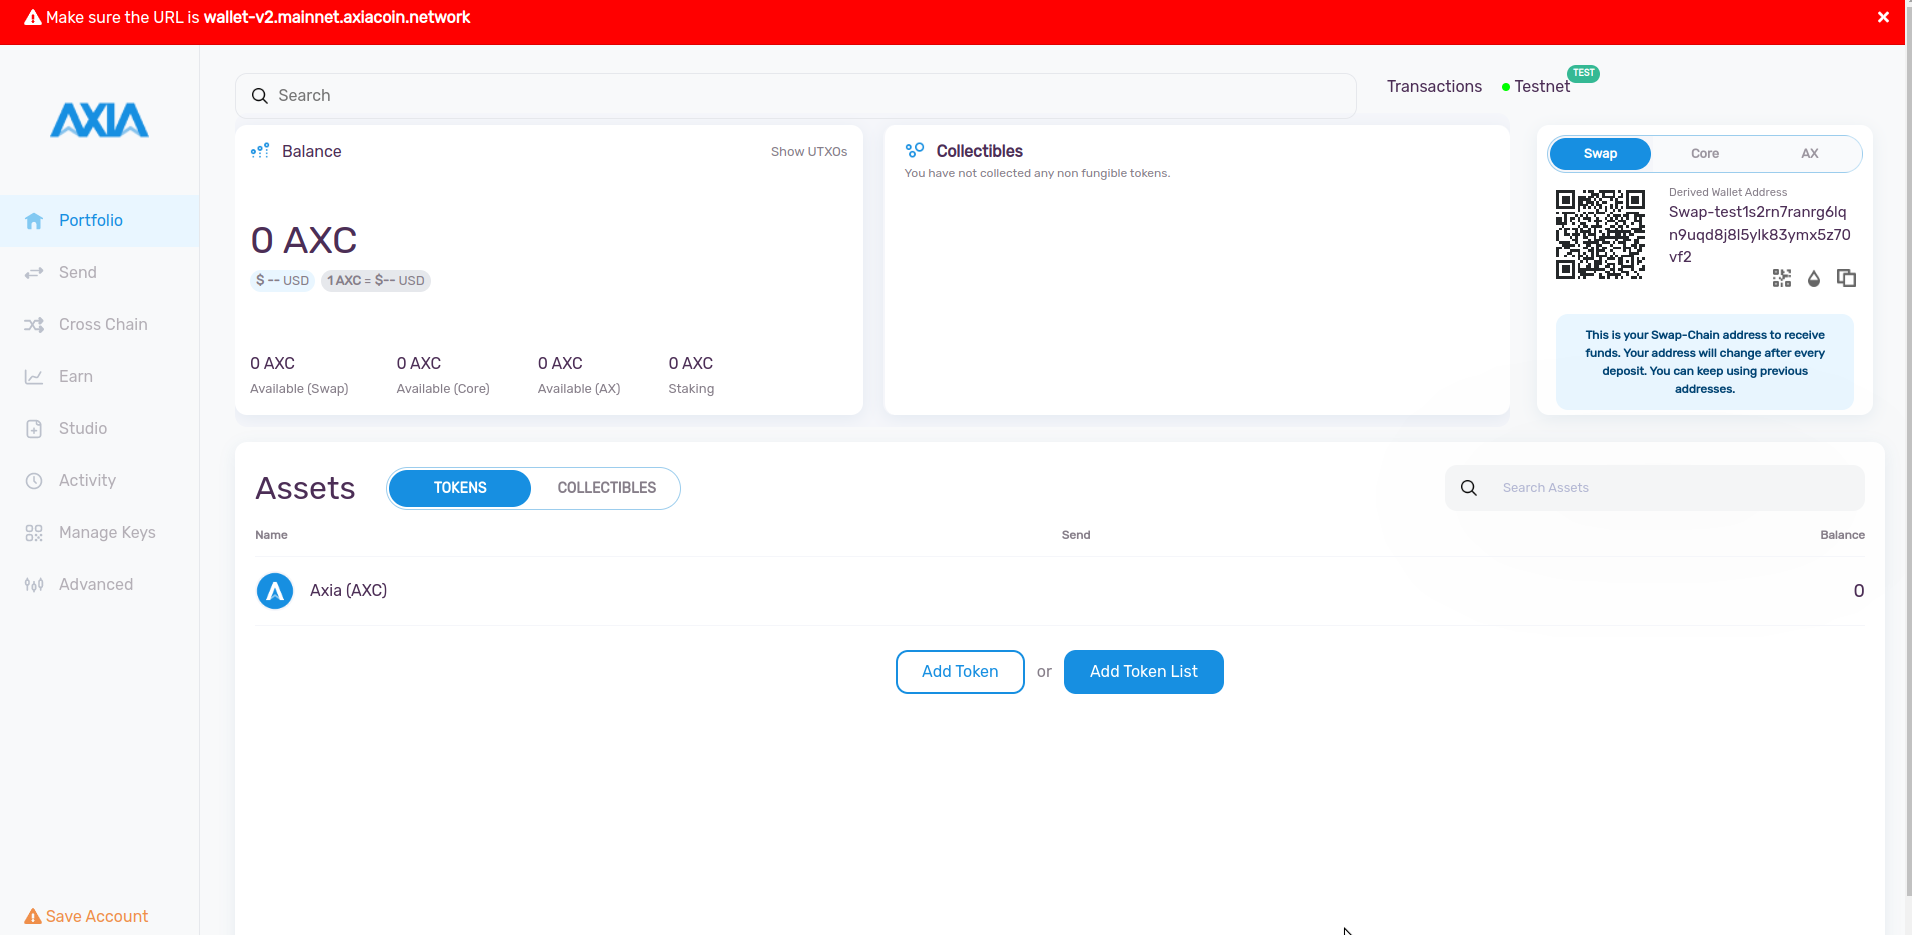 Make sure the URL is wallet-v2.mainnet.axiacoin.network
AXIA
Search
Transactions
Testnet
TEST
Portfolio
Send
Cross Chain
Earn
Studio
Activity
Manage Keys
Advanced
Save Account
Balance
Show UTXOs
0 AXC
$ -- USD
1 AXC = $-- USD
0 AXC
Available (Swap)
0 AXC
Available (Core)
0 AXC
Available (AX)
0 AXC
Staking
Collectibles
You have not collected any non fungible tokens.
Swap
Core
AX
Derived Wallet Address
Swap-test1s2rn7ranrg6lq
n9uqd8j8l5ylk83ymx5z70
vf2
This is your Swap-Chain address to receive
funds. Your address will change after every
deposit. You can keep using previous
addresses.
Assets
TOKENS
COLLECTIBLES
Search Assets
Name
Send
Balance
Axia (AXC)
0
Add Token
or
Add Token List